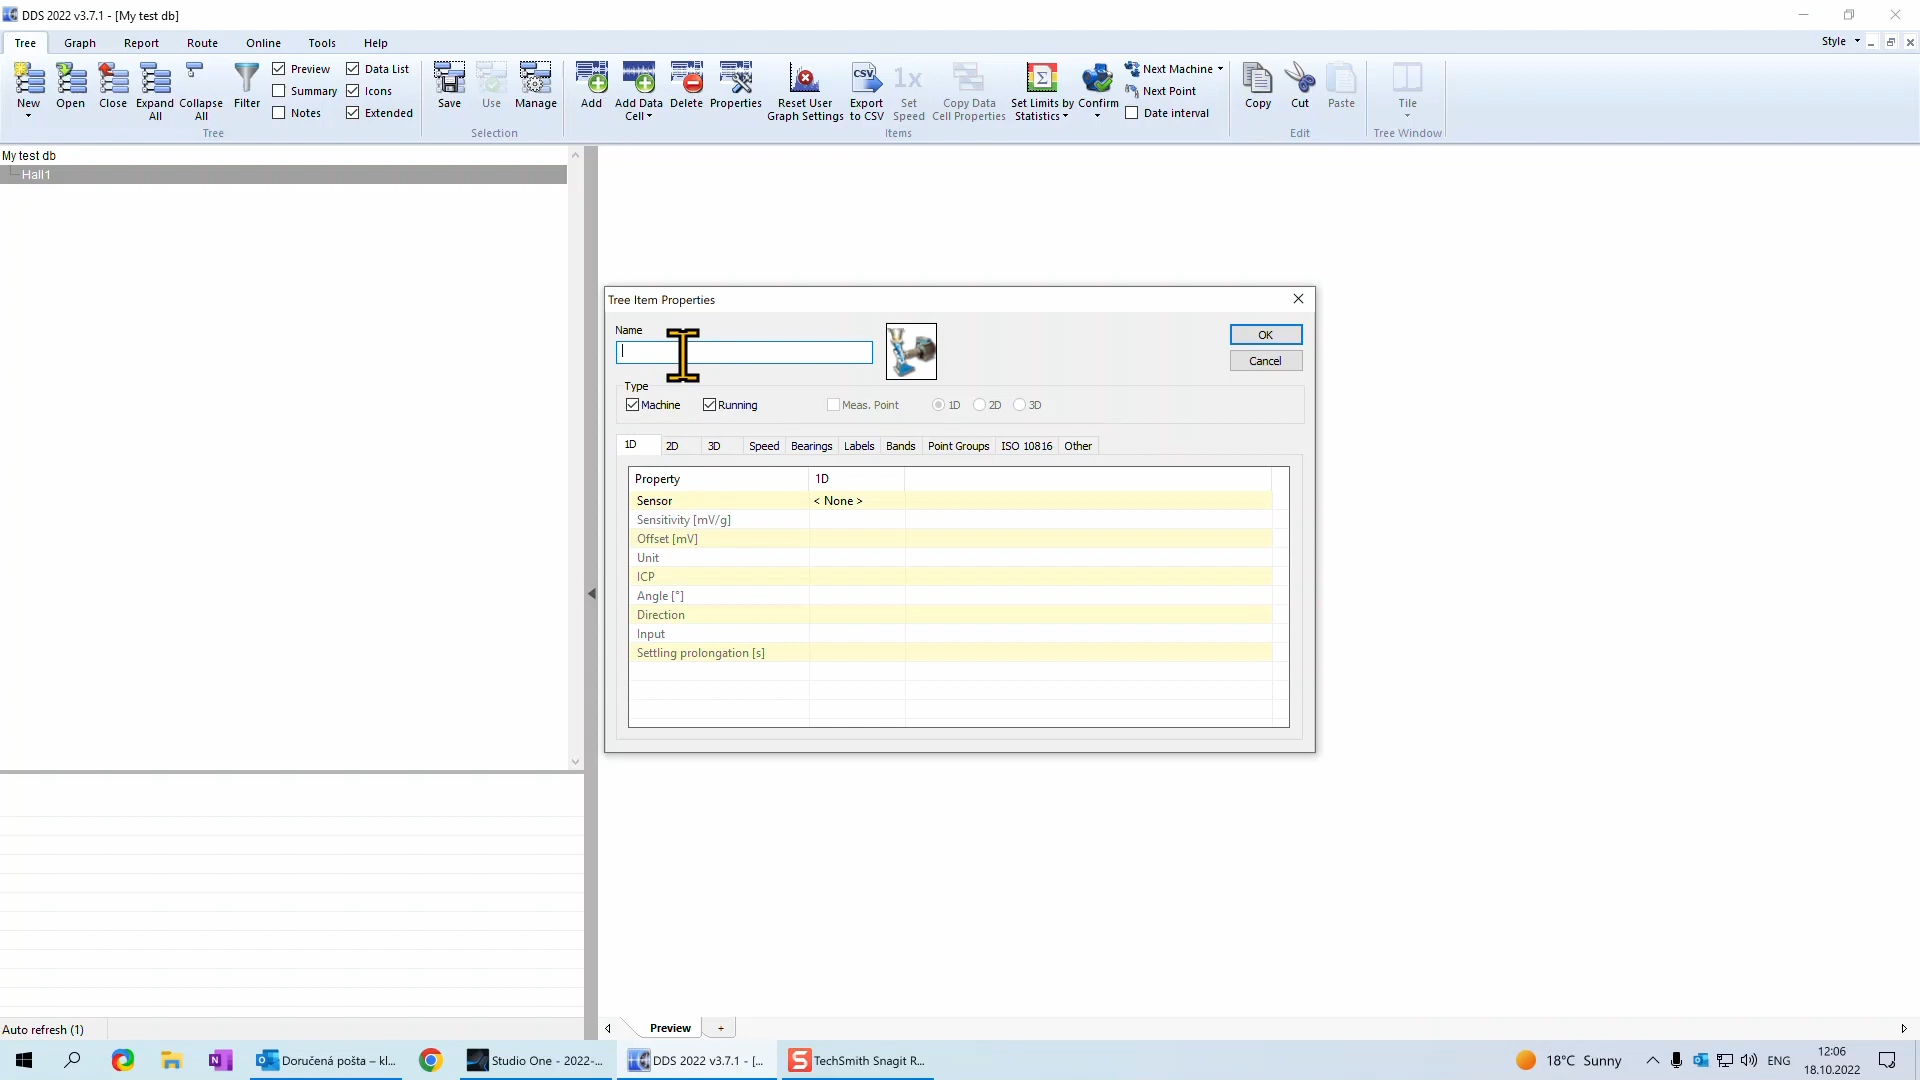 DDS 2022 v3.7.1 - [My test db]
Tree Graph Report Route Online Tools Help Style
New Open Close Expand All Collapse All Filter
Preview Data List
Summary Icons
Notes Extended
Tree
Save Use Manage
Selection
Add Add Data Cell Delete Properties Reset User Graph Settings Export to CSV Set Speed Copy Data Cell Properties Set Limits by Statistics Confirm
CSV 1x
Next Machine
Next Point
Date interval
Items
Copy Cut Paste
Edit
Tile
Tree Window
My test db
Hall1
Tree Item Properties
Name
OK
Cancel
Type
Machine Running Meas. Point 1D 2D 3D
1D 2D 3D Speed Bearings Labels Bands Point Groups ISO 10816 Other
Property 1D
Sensor < None >
Sensitivity [mV/g]
Offset [mV]
Unit
ICP
Angle [°]
Direction
Input
Settling prolongation [s]
Auto refresh (1)
Preview +
Doručená pošta – kl...
Studio One - 2022-...
DDS 2022 v3.7.1 - [...
TechSmith Snagit R...
18°C Sunny
ENG
12:06
18.10.2022